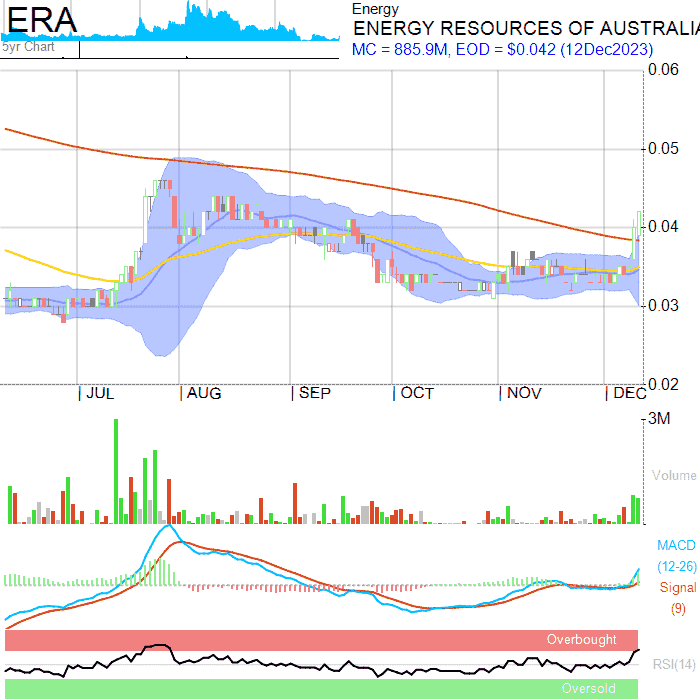 ERA
5yr Chart
Energy
ENERGY RESOURCES OF AUSTRALIA
MC = 885.9M, EOD = $0.042 (12Dec2023)
0.06
0.05
0.04
0.03
0.02
JUL
AUG
SEP
OCT
NOV
DEC
3M
Volume
MACD
(12-26)
Signal
(9)
Overbought
RSI(14)
Oversold